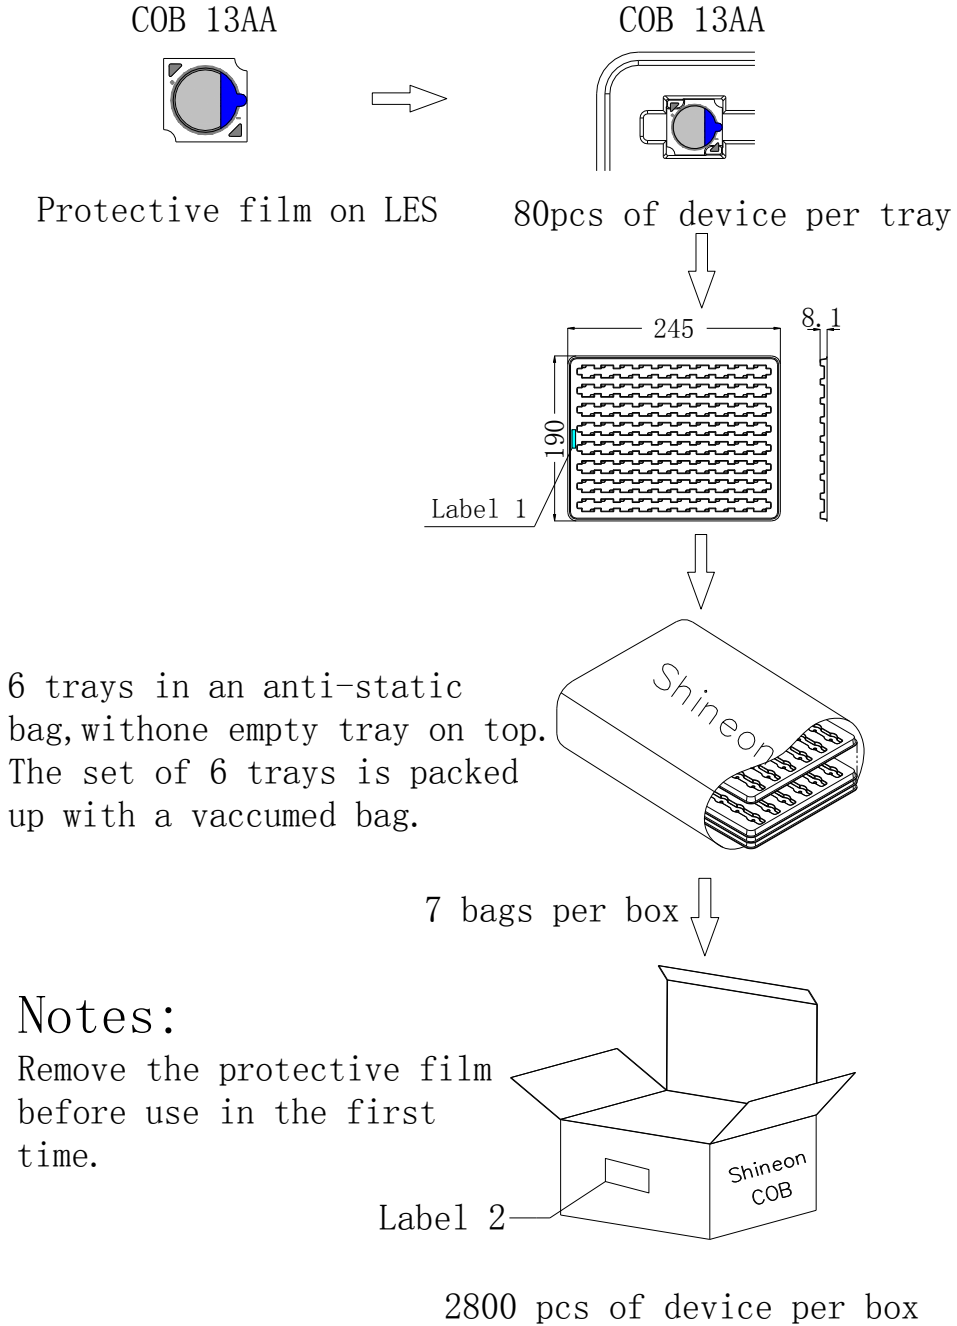 COB 13AA
COB 13AA
Protective film on LES
80pcs of device per tray
245
8.1
190
Label 1
6 trays in an anti-static
bag,withone empty tray on top.
The set of 6 trays is packed
up with a vaccumed bag.
Shineon
7 bags per box
Notes:
Remove the protective film
before use in the first
time.
Shineon
COB
Label 2
2800 pcs of device per box